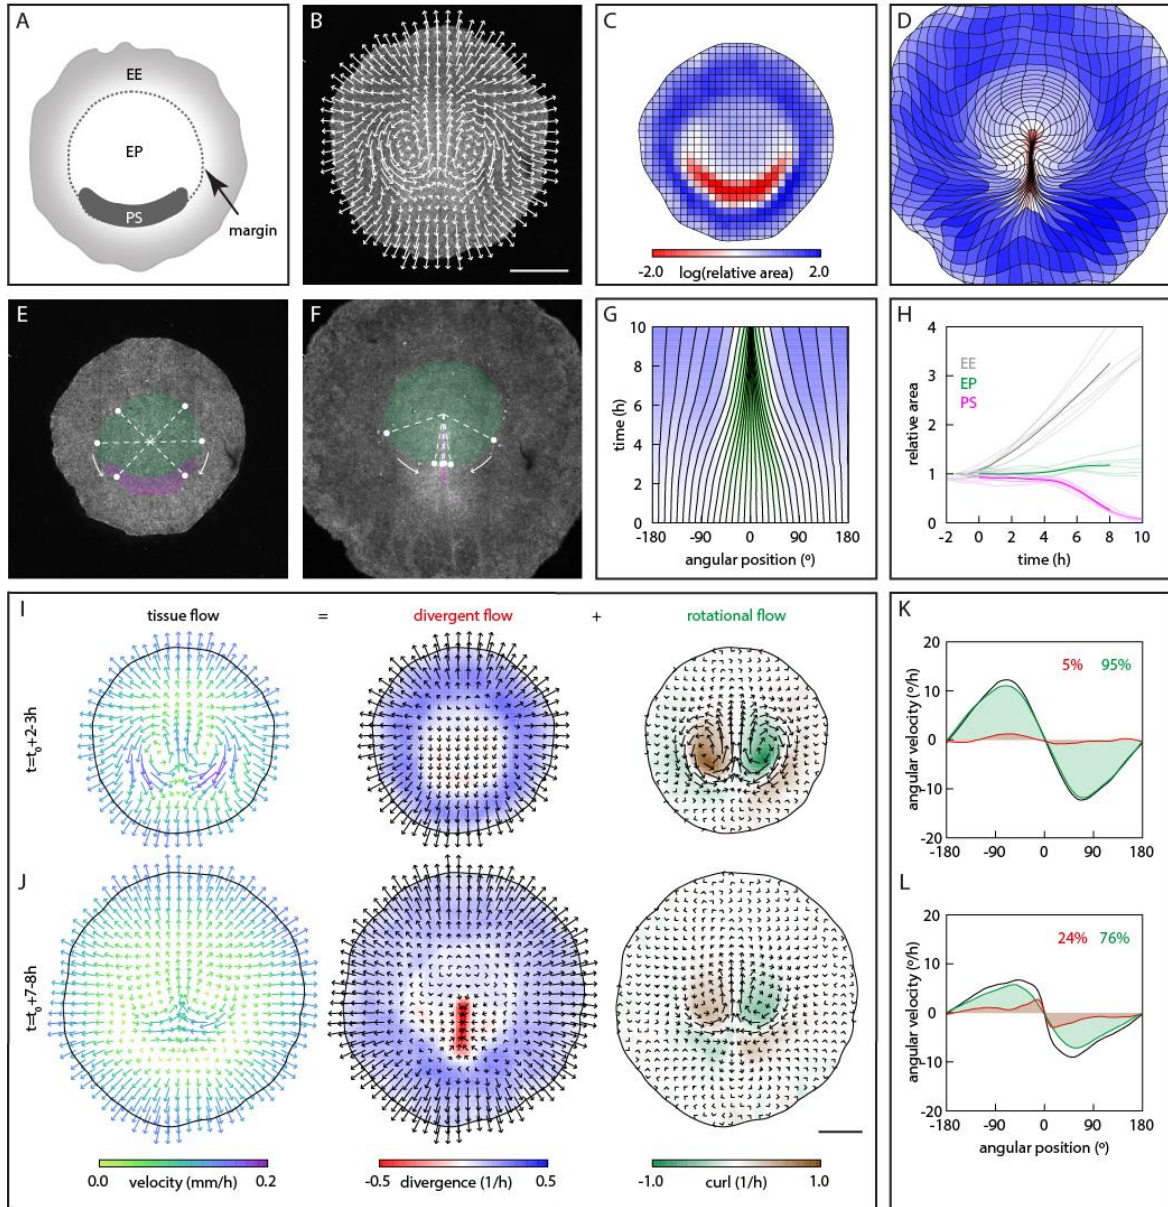 A
EE
EP
PS
margin
B
C
-2.0 log(relative area) 2.0
D
E
F
G
time (h)
10
8
6
4
2
0
-180 -90 0 90 180
angular position (º)
H
relative area
EE
EP
PS
4
3
2
1
0
-2 0 2 4 6 8 10
time (h)
I
tissue flow = divergent flow + rotational flow
t=t₀+2-3h
J
t=t₀+7-8h
0.0 velocity (mm/h) 0.2
-0.5 divergence (1/h) 0.5
-1.0 curl (1/h) 1.0
K
angular velocity (º/h)
5% 95%
20
10
0
-10
-20
-180 -90 0 90 180
L
angular velocity (º/h)
24% 76%
20
10
0
-10
-20
-180 -90 0 90 180
angular position (º)